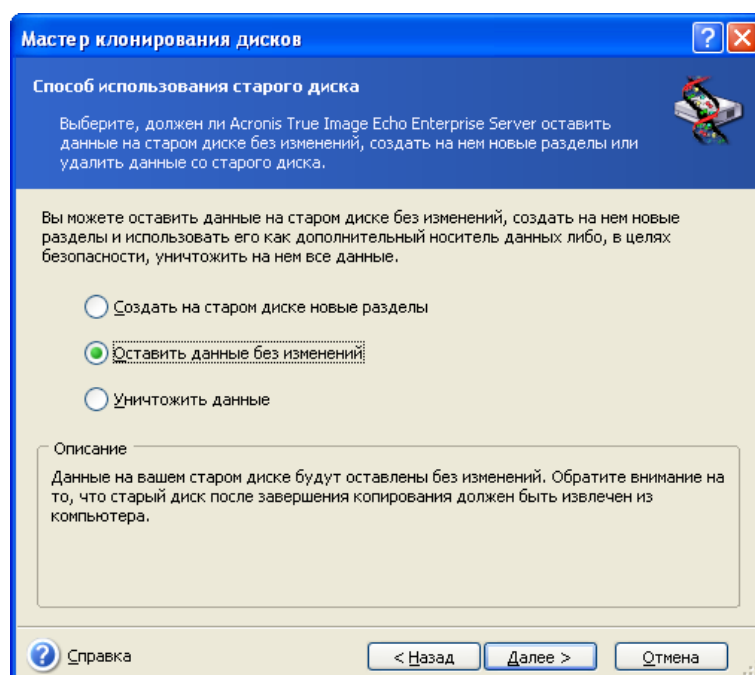 Мастер клонирования дисков
Способ использования старого диска
Выберите, должен ли Acronis True Image Echo Enterprise Server оставить
данные на старом диске без изменений, создать на нем новые разделы или
удалить данные со старого диска.
Вы можете оставить данные на старом диске без изменений, создать на нем новые
разделы и использовать его как дополнительный носитель данных либо, в целях
безопасности, уничтожить на нем все данные.
Создать на старом диске новые разделы
Оставить данные без изменений
Уничтожить данные
Описание
Данные на вашем старом диске будут оставлены без изменений. Обратите внимание на
то, что старый диск после завершения копирования должен быть извлечен из
компьютера.
Справка
< Назад
Далее >
Отмена